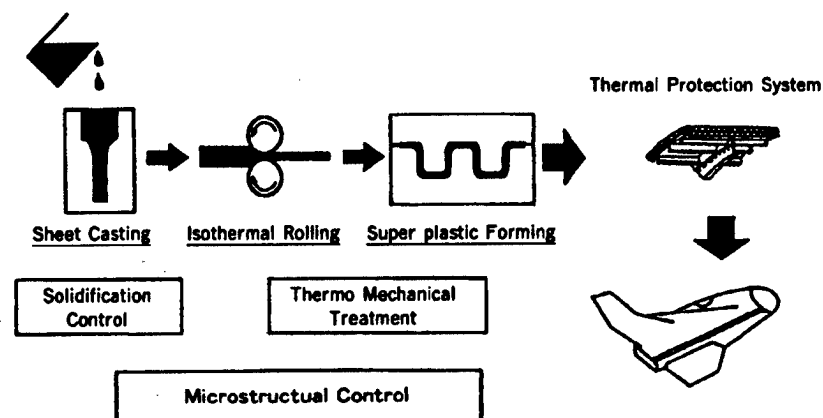 Thermal Protection System
Sheet Casting
Isothermal Rolling
Super plastic Forming
Solidification
Control
Thermo Mechanical
Treatment
Microstructual Control